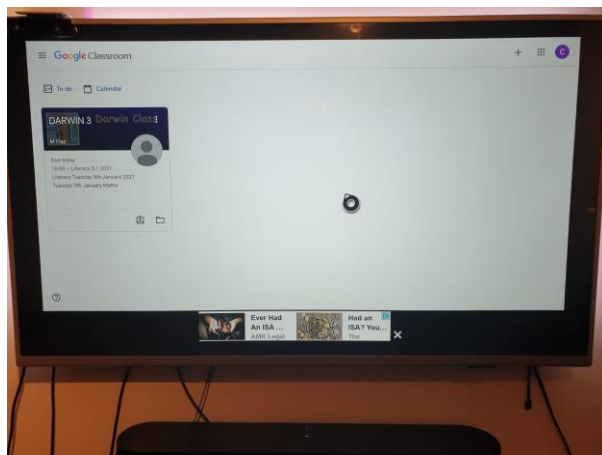 Google Classroom
C
To do
Calendar
DARWIN 3 Darwin Class
Due today
16:00 – Literacy 5.1.2021
Literacy Tuesday 5th January 2021
Tuesday 5th January Maths
Ever Had
An ISA ...
AMK Legal
Had an
ISA? You...
The